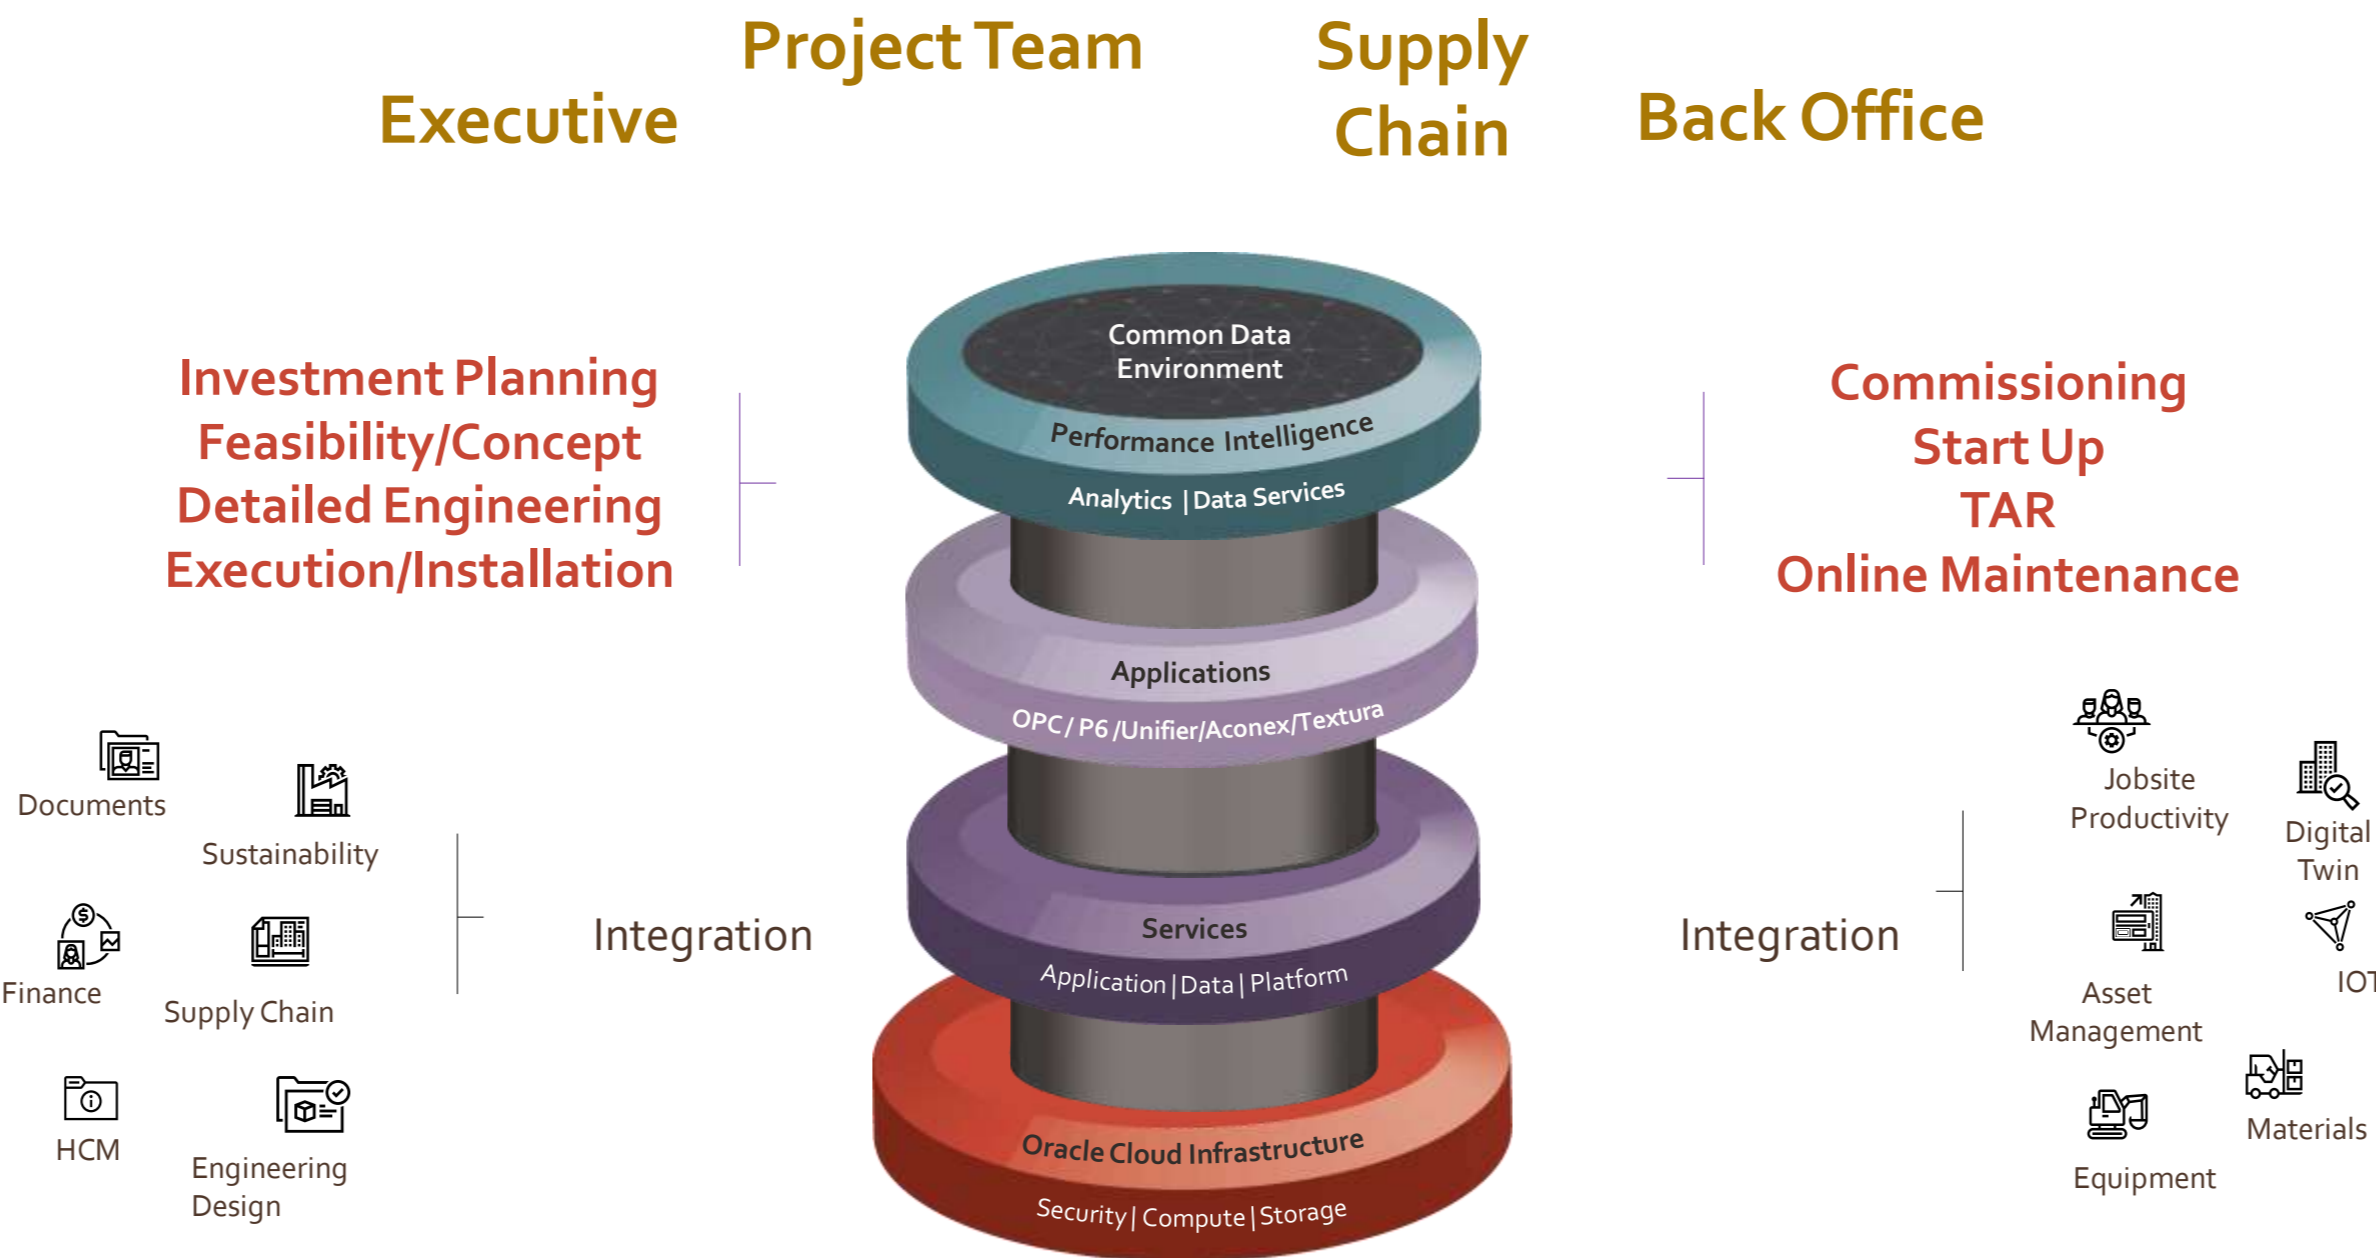 Project Team
Supply
Chain
Executive
Back Office
Common Data
Environment
Performance Intelligence
Analytics | Data Services
Investment Planning
Feasibility/Concept
Detailed Engineering
Execution/Installation
Commissioning
Start Up
TAR
Online Maintenance
Applications
OPC/ P6 /Unifier/Aconex/Textura
Documents
Sustainability
Finance
Supply Chain
HCM
Engineering
Design
Integration
Services
Application | Data | Platform
Integration
Jobsite
Productivity
Digital
Twin
Asset
Management
IOT
Materials
Equipment
Oracle Cloud Infrastructure
Security | Compute | Storage